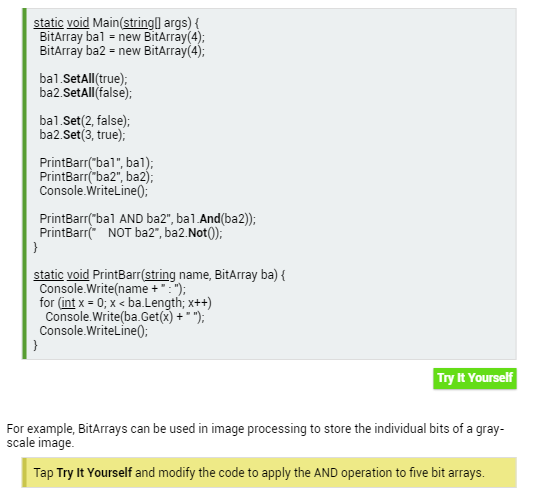 static void Main(string[] args) {
BitArray ba1 = new BitArray(4);
BitArray ba2 = new BitArray(4);
ba1.SetAll(true);
ba2.SetAll(false);
ba1.Set(2, false);
ba2.Set(3, true);
PrintBarr("ba1", ba1);
PrintBarr("ba2", ba2);
Console.WriteLine();
PrintBarr("ba1 AND ba2", ba1.And(ba2));
PrintBarr("   NOT ba2", ba2.Not());
}
static void PrintBarr(string name, BitArray ba) {
Console.Write(name + " : ");
for (int x = 0; x < ba.Length; x++)
Console.Write(ba.Get(x) + " ");
Console.WriteLine();
}
Try It Yourself
For example, BitArrays can be used in image processing to store the individual bits of a gray-
scale image.
Tap Try It Yourself and modify the code to apply the AND operation to five bit arrays.